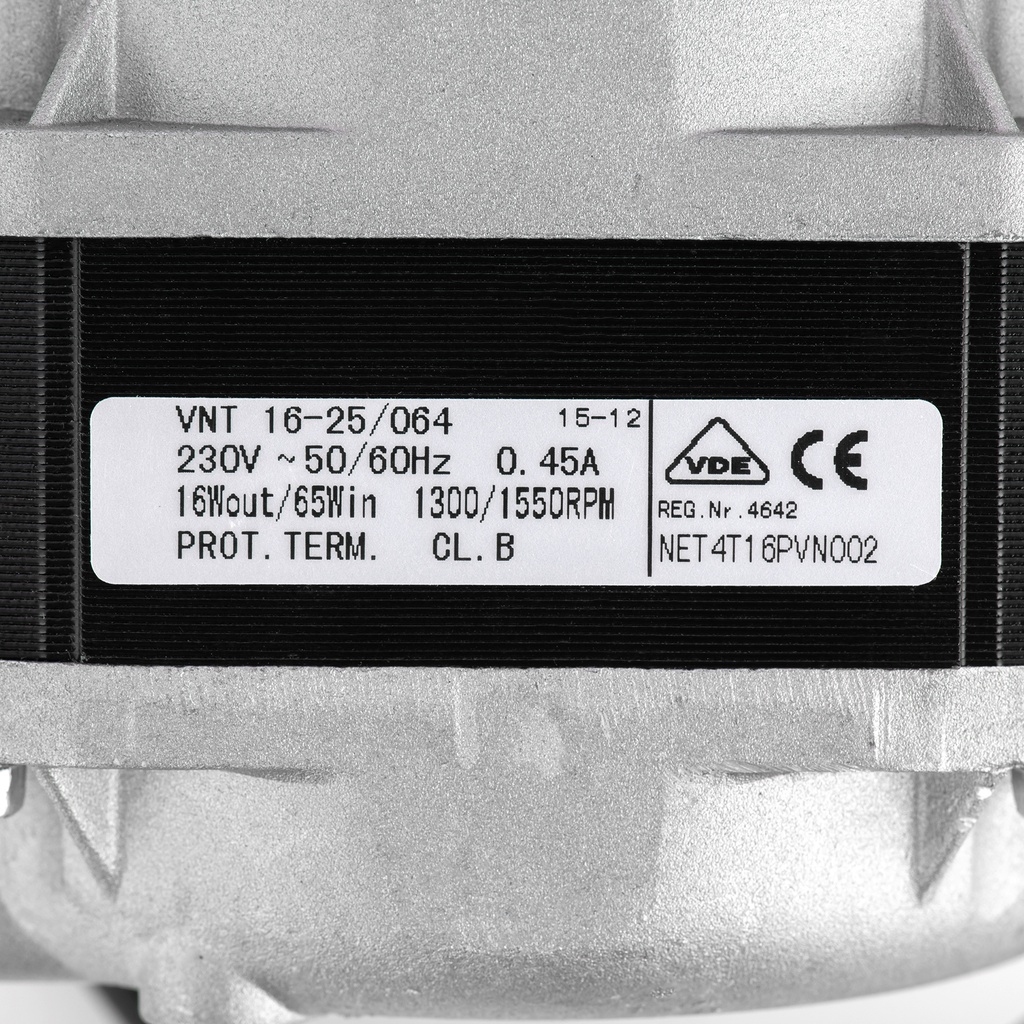 VNT 16-25/064 15-12
230V ~ 50/60Hz 0.45A
16Wout/65Win 1300/1550RPM
PROT. TERM. CL. B
VDE CE
REG.Nr.4642
NET4T16PVN002